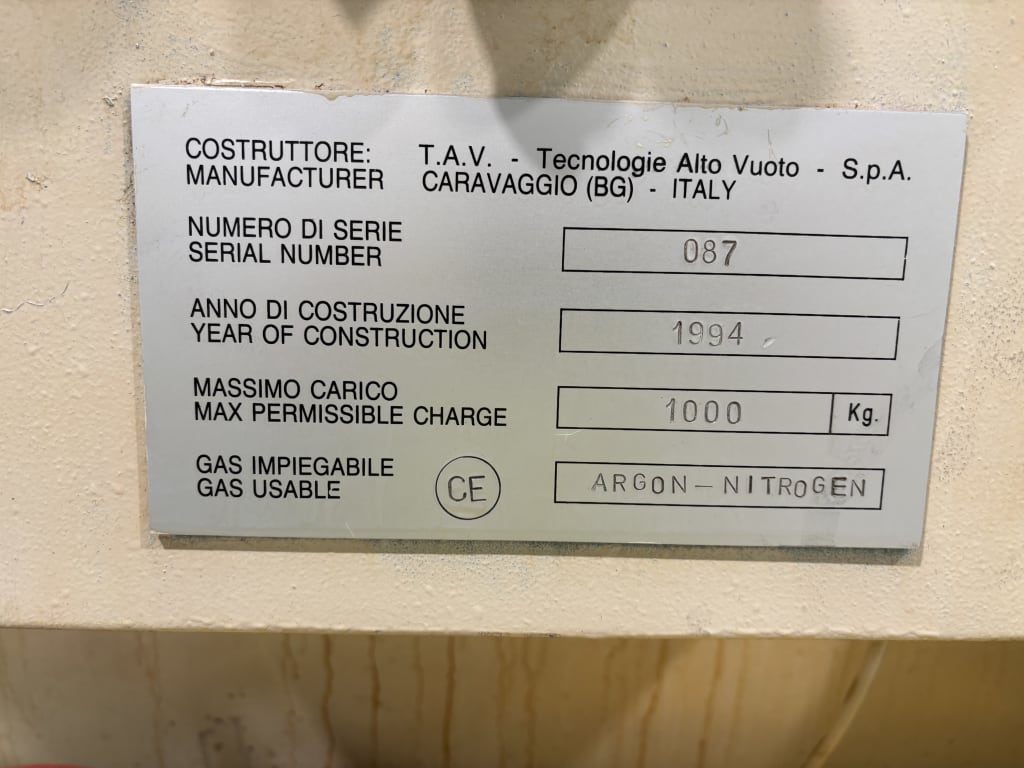 COSTRUTTORE: T.A.V. - Tecnologie Alto Vuoto - S.p.A.
MANUFACTURER CARAVAGGIO (BG) - ITALY
NUMERO DI SERIE
SERIAL NUMBER
087
ANNO DI COSTRUZIONE
YEAR OF CONSTRUCTION
1994
MASSIMO CARICO
MAX PERMISSIBLE CHARGE
1000 Kg.
GAS IMPIEGABILE
GAS USABLE
CE
ARGON-NITROGEN